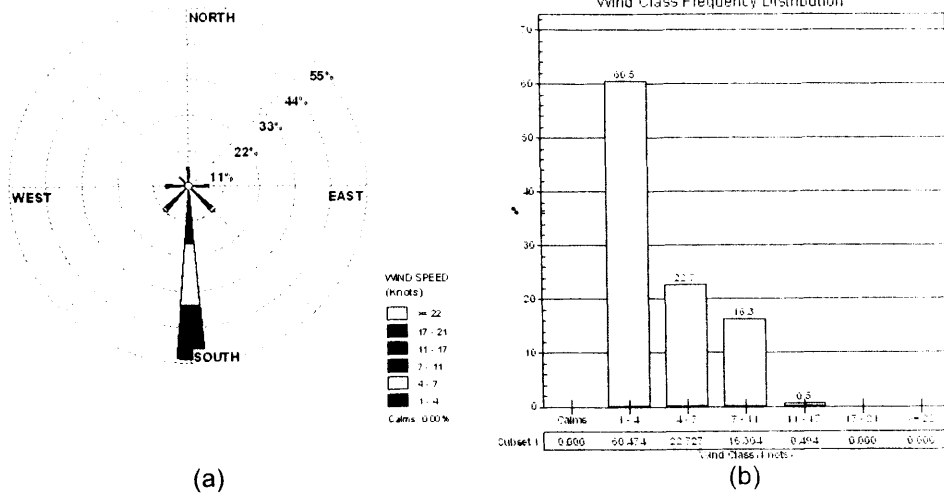 NORTH
55%
44%
33%
22%
11%
WEST
EAST
SOUTH
WIND SPEED
(Knots)
>= 22
17 - 21
11 - 17
7 - 11
4 - 7
1 - 4
Calms 0.00%
(a)
Wind Class Frequency Distribution
70
60
50
40
30
20
10
0
%
60.5
22.7
16.3
0.5
Calms 1 - 4 4 - 7 7 - 11 11 - 17 17 - 21 >= 22
Subset 1 0.000 60.474 22.727 16.304 0.494 0.000 0.000
Wind Class (Knots)
(b)